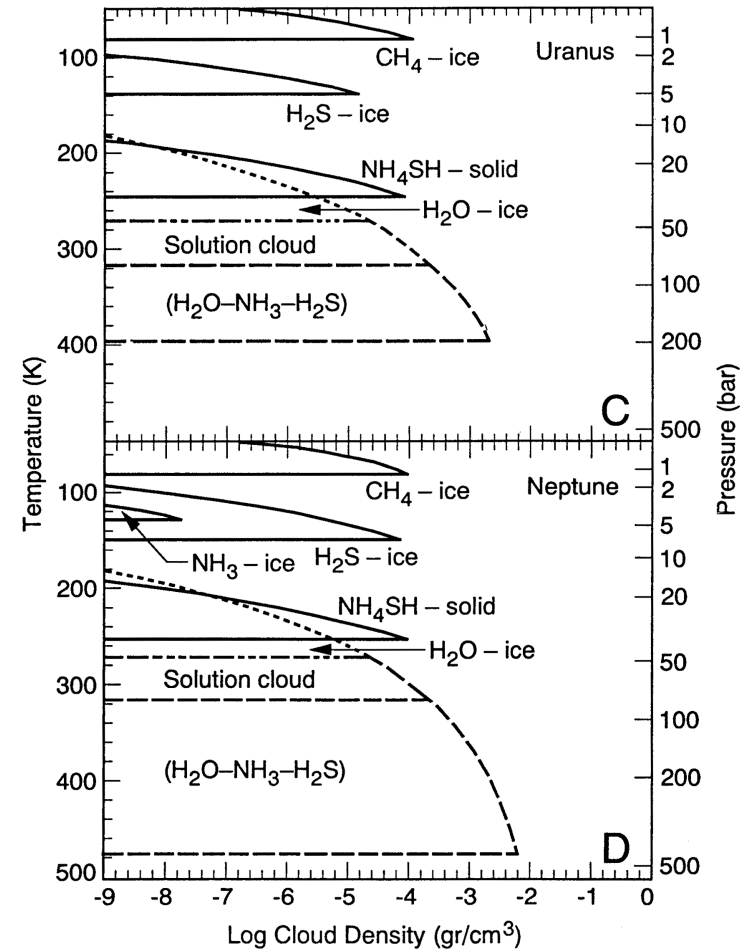 Uranus
CH4 – ice
H2S – ice
NH4SH – solid
H2O – ice
Solution cloud
(H2O–NH3–H2S)
C
100
200
300
400
1
2
5
10
20
50
100
200
500
Temperature (K)
Pressure (bar)
Neptune
CH4 – ice
NH3 – ice
H2S – ice
NH4SH – solid
H2O – ice
Solution cloud
(H2O–NH3–H2S)
D
100
200
300
400
500
1
2
5
10
20
50
100
200
500
-9 -8 -7 -6 -5 -4 -3 -2 -1 0
Log Cloud Density (gr/cm3)